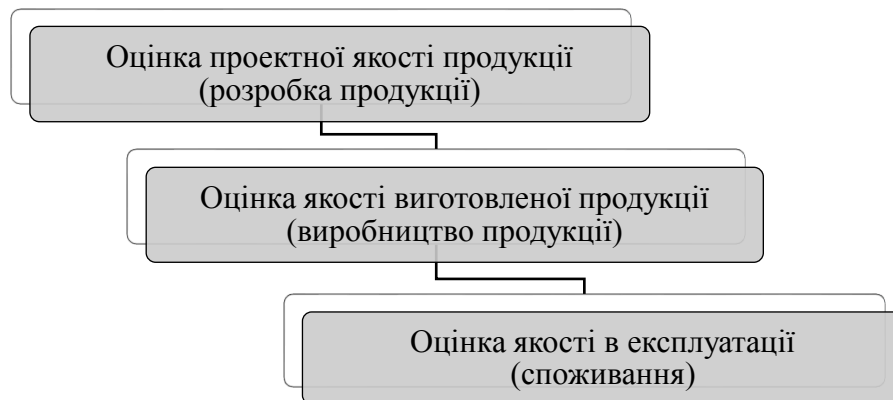 Оцінка проектної якості продукції
(розробка продукції)
Оцінка якості виготовленої продукції
(виробництво продукції)
Оцінка якості в експлуатації
(споживання)